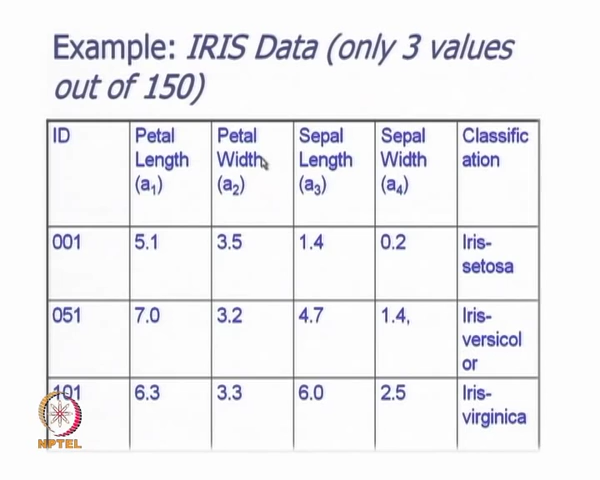 Example: IRIS Data (only 3 values
out of 150)
ID Petal Length (a1) Petal Width (a2) Sepal Length (a3) Sepal Width (a4) Classific ation
001 5.1 3.5 1.4 0.2 Iris- setosa
051 7.0 3.2 4.7 1.4, Iris- versicol or
101 6.3 3.3 6.0 2.5 Iris- virginica
NPTEL